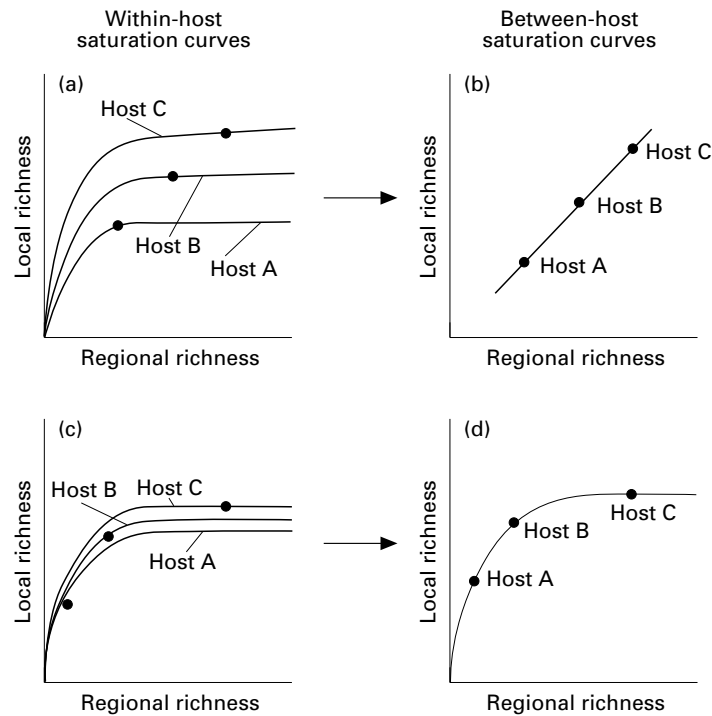 Within-host
saturation curves
Between-host
saturation curves
(a)
Host C
Host B
Host A
Local richness
Regional richness
(b)
Host C
Host B
Host A
Local richness
Regional richness
(c)
Host B
Host C
Host A
Local richness
Regional richness
(d)
Host C
Host B
Host A
Local richness
Regional richness